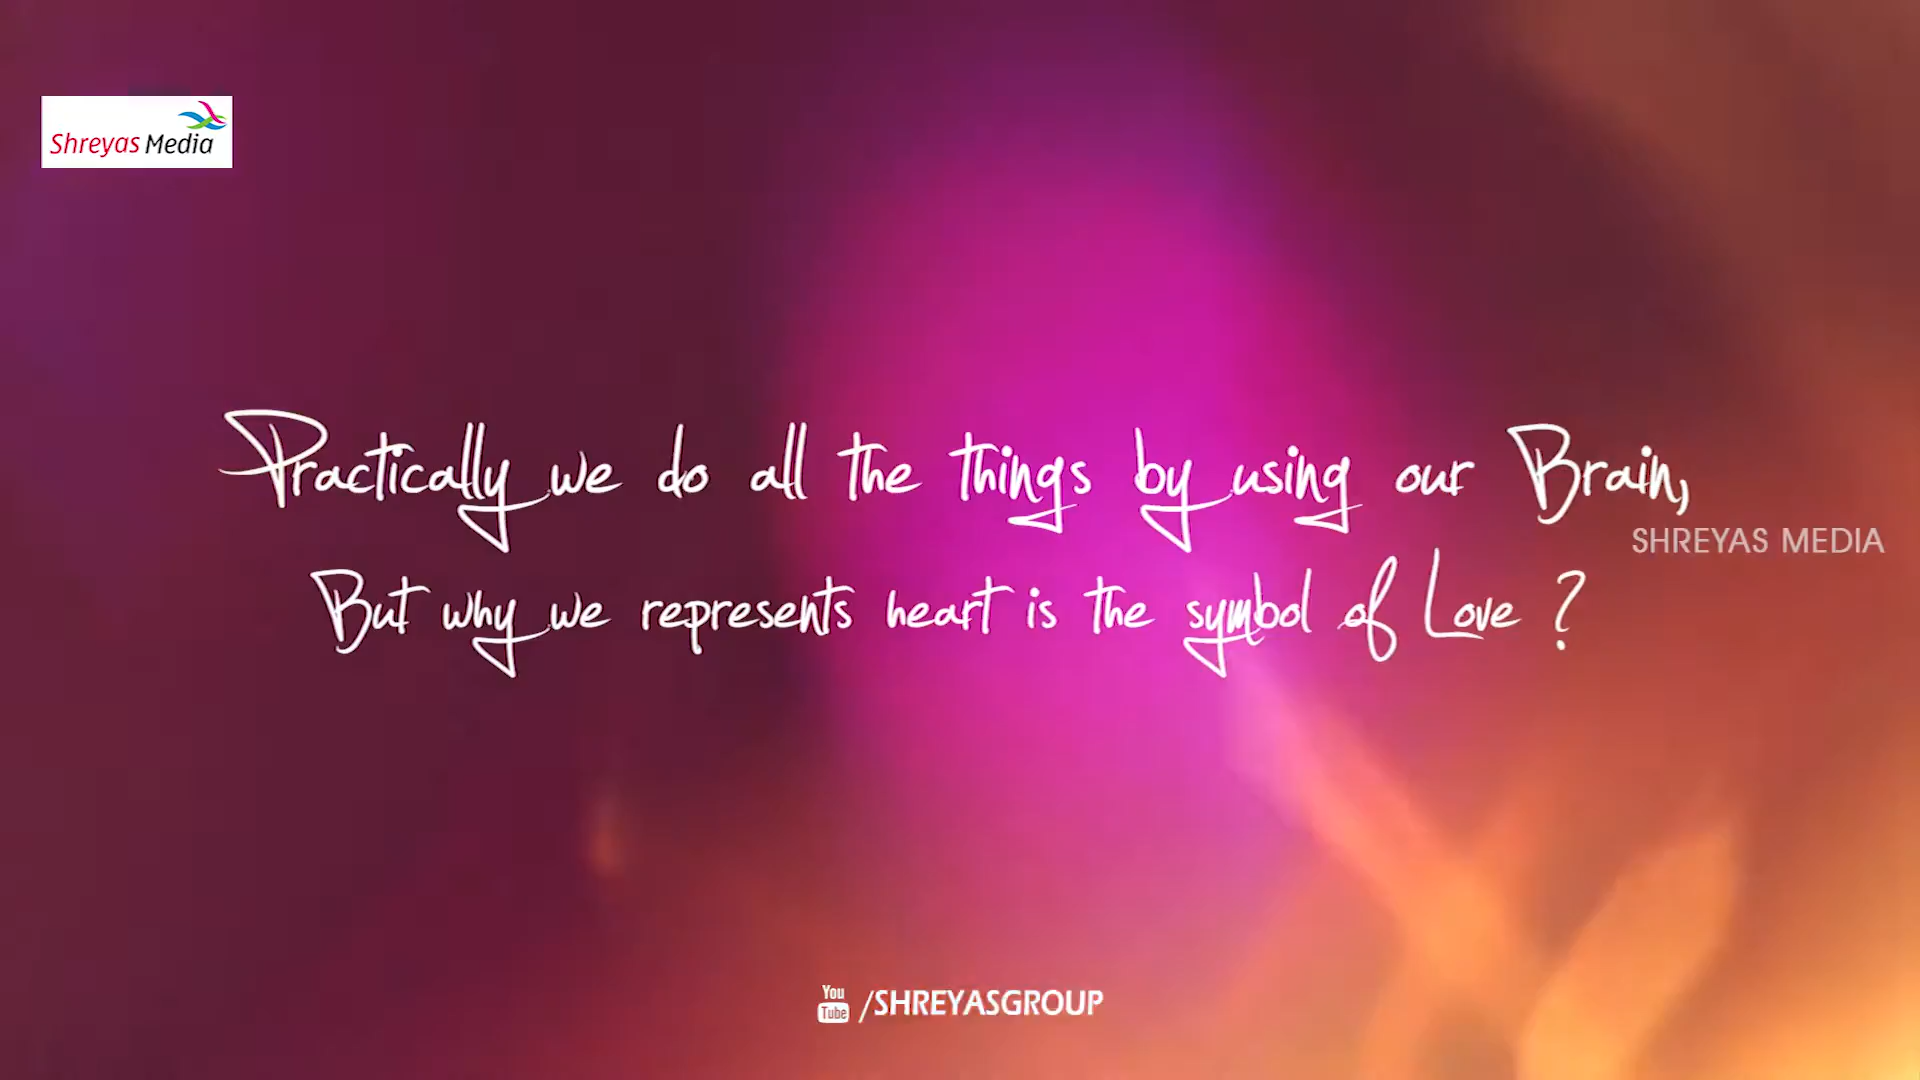 Shreyas Media
Practically we do all the things by using our Brain,
SHREYAS MEDIA
But why we represents heart is the symbol of Love ?
You
Tube /SHREYASGROUP